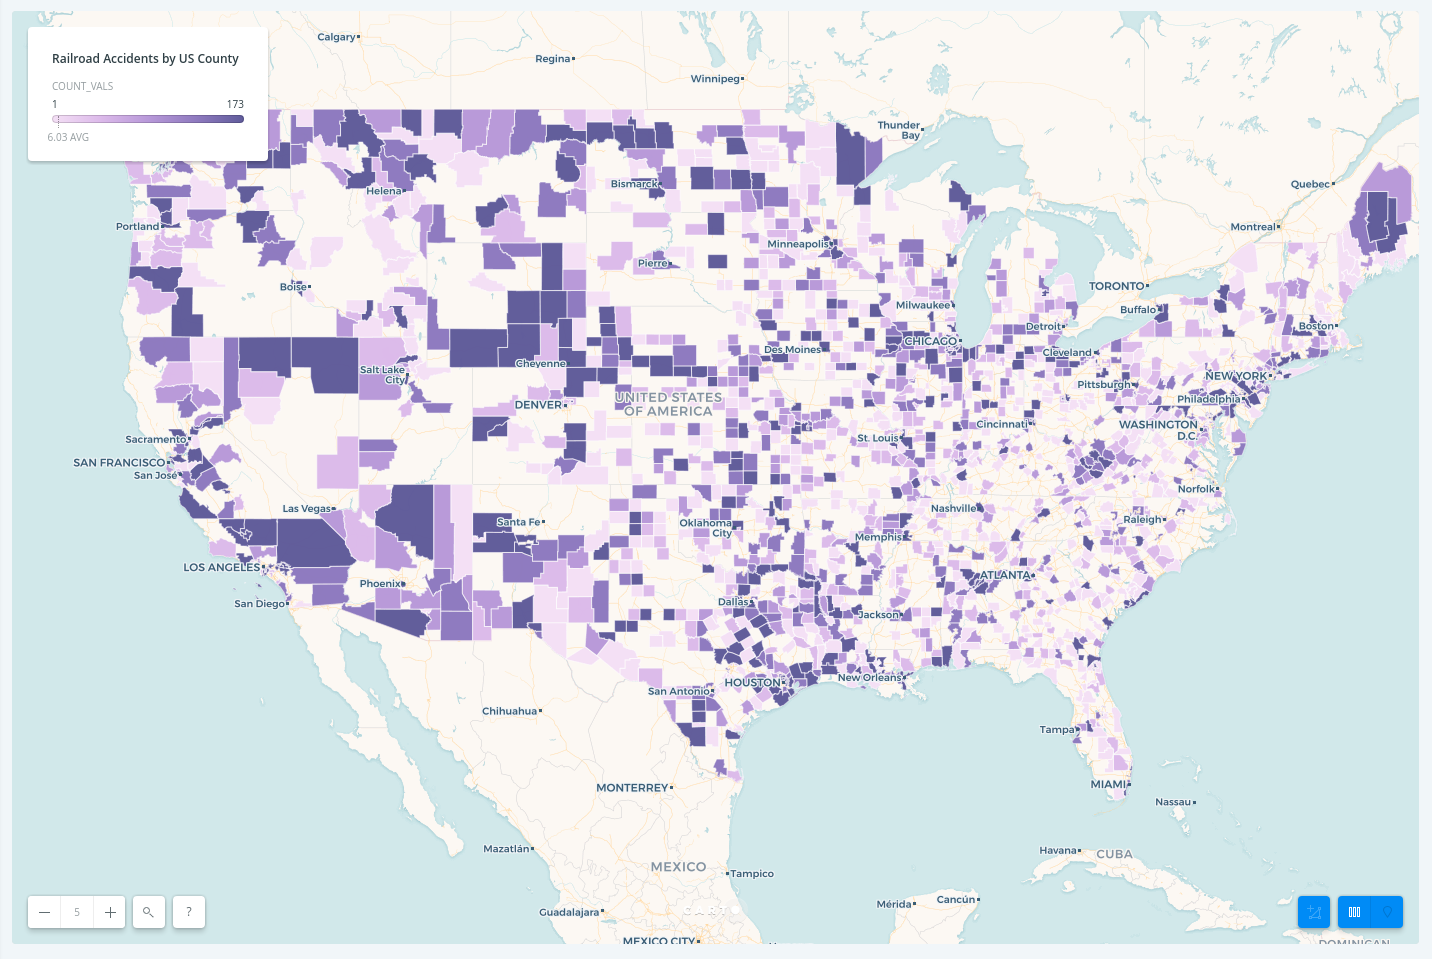 Railroad Accidents by US County
COUNT_VALS
1 173
6.03 AVG
Calgary
Regina
Winnipeg
Thunder
Bay
Quebec
Montreal
Helena
Bismarck
Portland
Minneapolis
Pierre
Boise
TORONTO
Milwaukee
Buffalo
Detroit
Boston
CHICAGO
Cleveland
Des Moines
Cheyenne
Salt Lake
City
NEW YORK
Pittsburgh
Philadelphia
UNITED STATES
OF AMERICA
DENVER
Sacramento
St. Louis
Cincinnati
WASHINGTON
D.C.
SAN FRANCISCO
San José
Norfolk
Las Vegas
Santa Fe
Oklahoma
City
Nashville
Raleigh
Memphis
LOS ANGELES
Phoenix
ATLANTA
San Diego
Dallas
Jackson
HOUSTON
New Orleans
San Antonio
Chihuahua
Tampa
MONTERREY
MIAMI
Nassau
Mazatlán
MEXICO
Tampico
Havana
CUBA
Guadalajara
Mérida
Cancún
MEXICO CITY
DOMINICAN
5
?